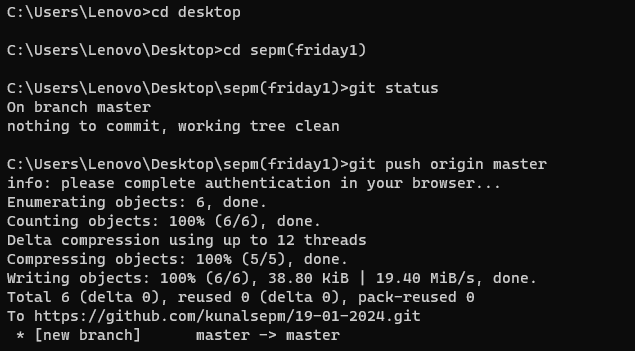 C:\Users\Lenovo>cd desktop
C:\Users\Lenovo\Desktop>cd sepm(friday1)
C:\Users\Lenovo\Desktop\sepm(friday1)>git status
On branch master
nothing to commit, working tree clean
C:\Users\Lenovo\Desktop\sepm(friday1)>git push origin master
info: please complete authentication in your browser...
Enumerating objects: 6, done.
Counting objects: 100% (6/6), done.
Delta compression using up to 12 threads
Compressing objects: 100% (5/5), done.
Writing objects: 100% (6/6), 38.80 KiB | 19.40 MiB/s, done.
Total 6 (delta 0), reused 0 (delta 0), pack-reused 0
To https://github.com/kunalsepm/19-01-2024.git
 * [new branch]      master -> master